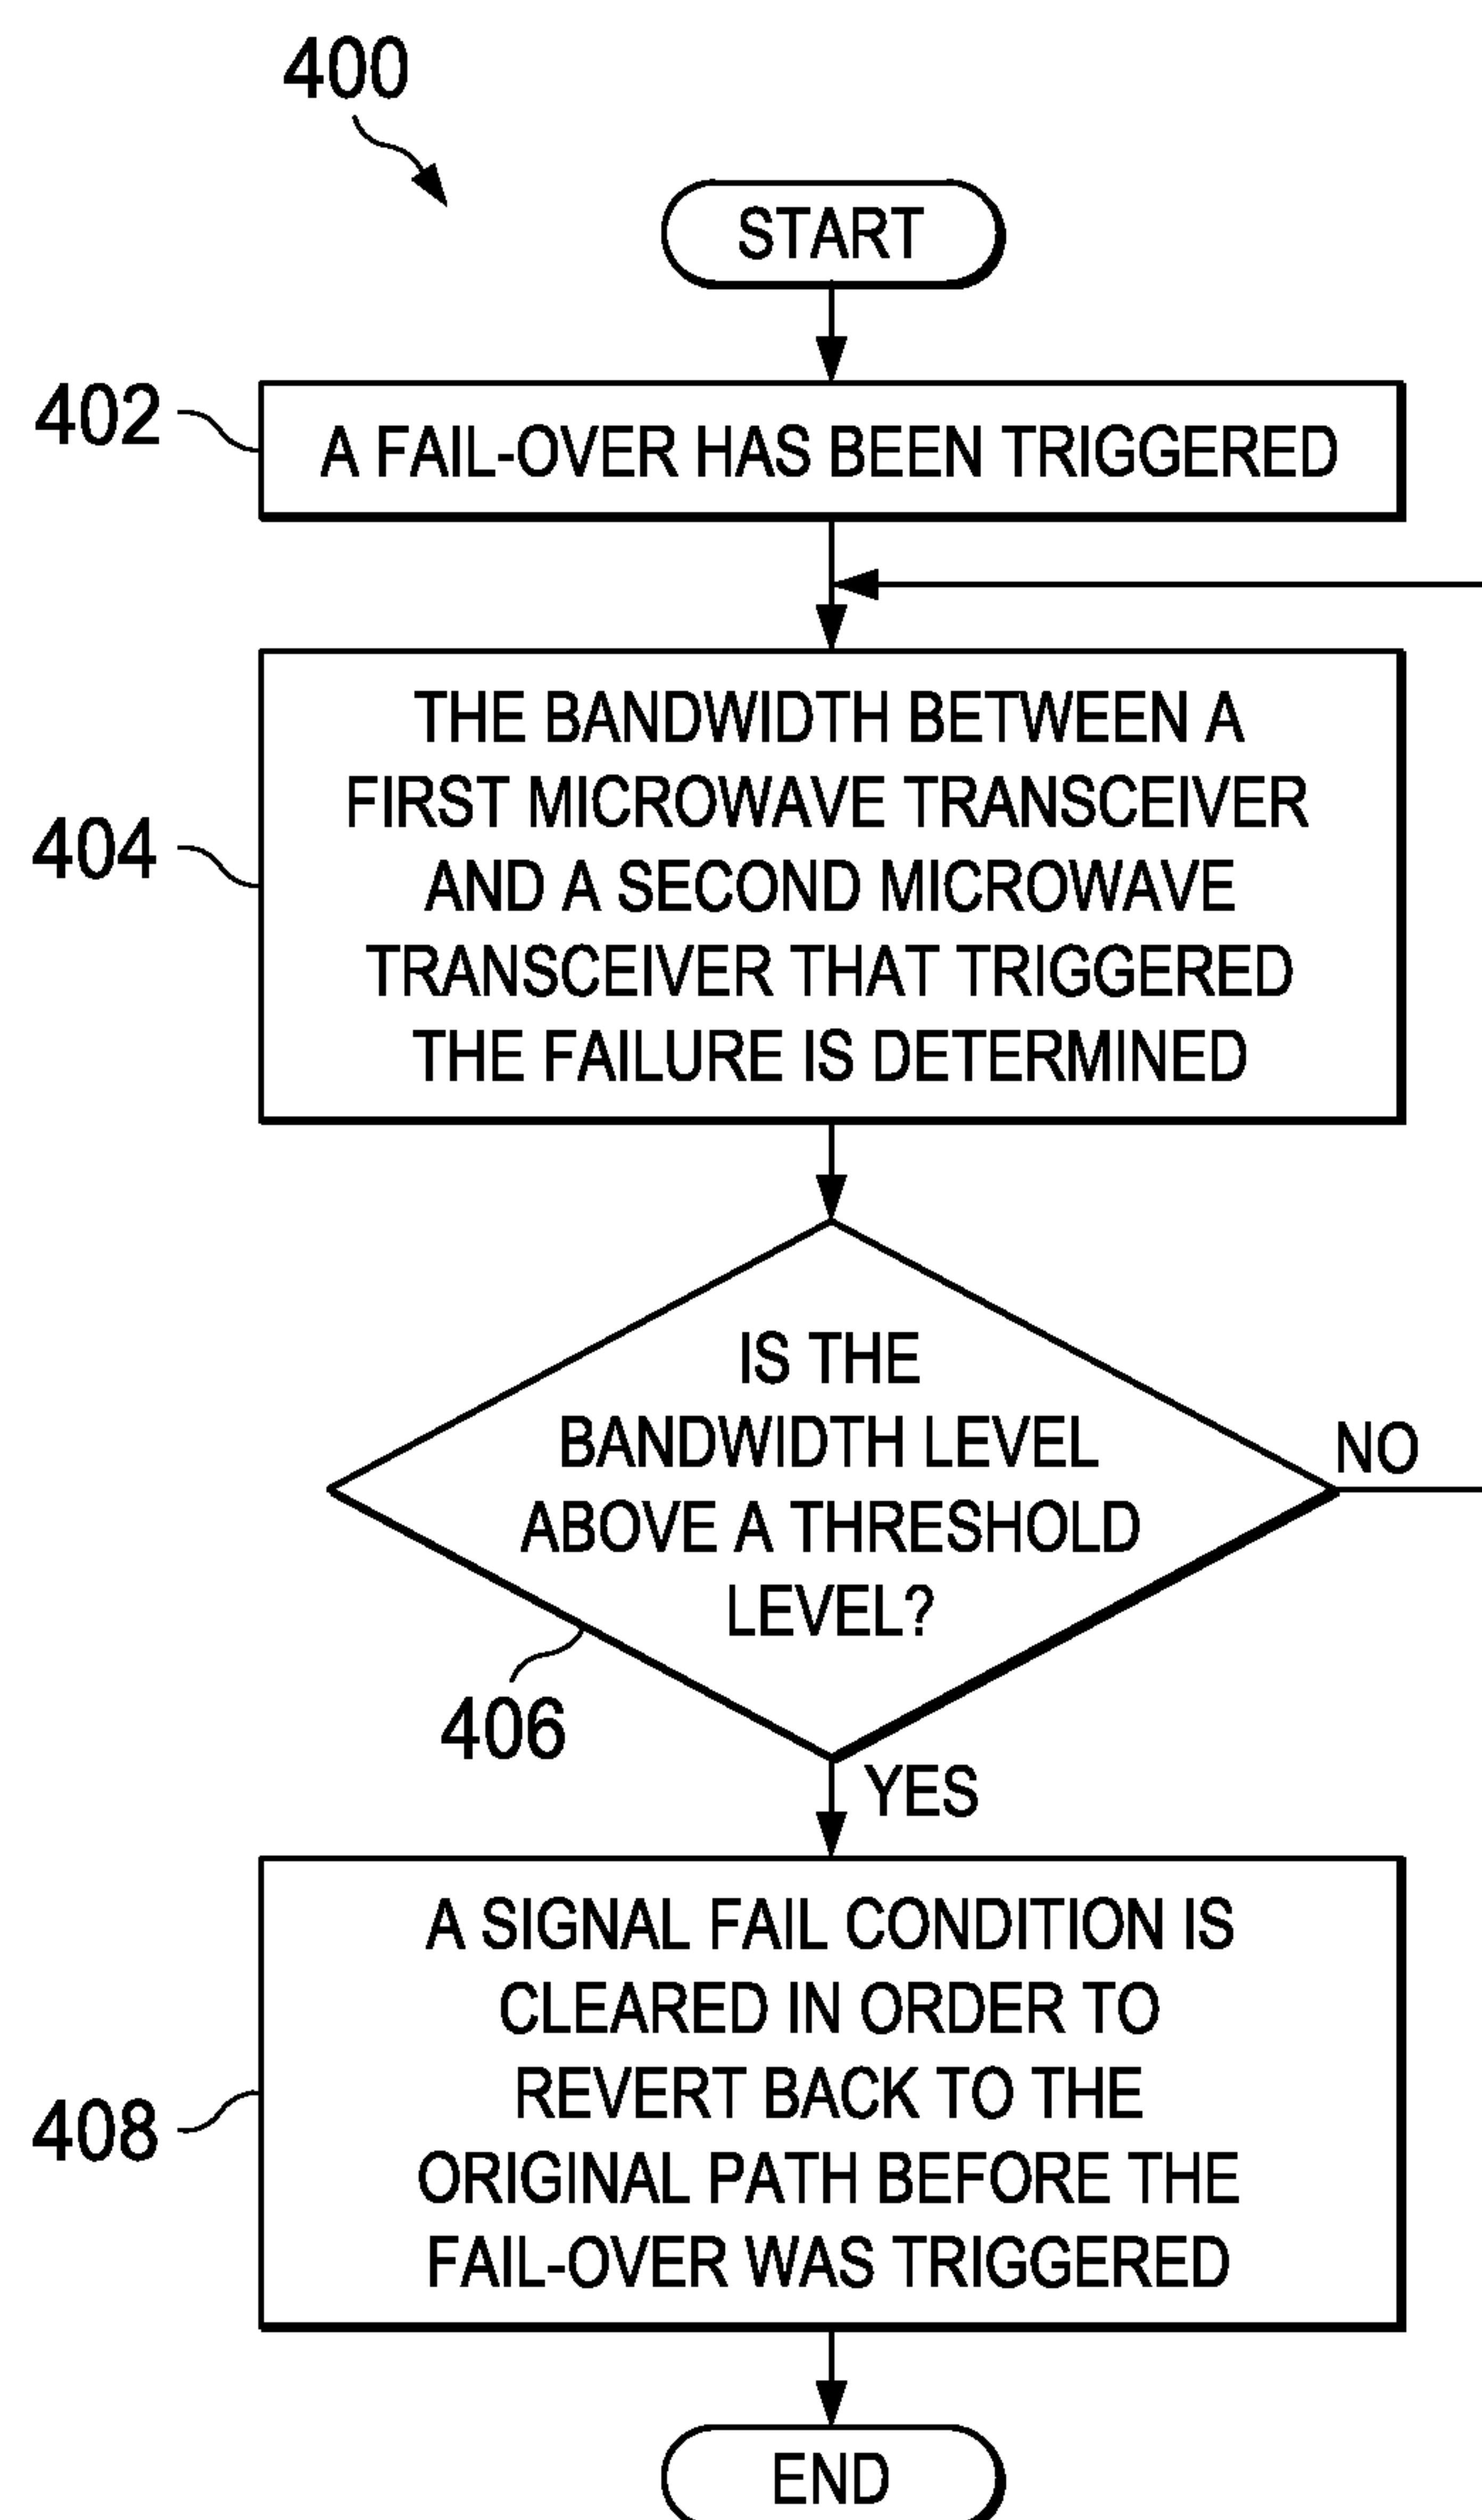 400
START
402
A FAIL-OVER HAS BEEN TRIGGERED
404
THE BANDWIDTH BETWEEN A
FIRST MICROWAVE TRANSCEIVER
AND A SECOND MICROWAVE
TRANSCEIVER THAT TRIGGERED
THE FAILURE IS DETERMINED
IS THE
BANDWIDTH LEVEL
ABOVE A THRESHOLD
LEVEL?
NO
406
YES
408
A SIGNAL FAIL CONDITION IS
CLEARED IN ORDER TO
REVERT BACK TO THE
ORIGINAL PATH BEFORE THE
FAIL-OVER WAS TRIGGERED
END